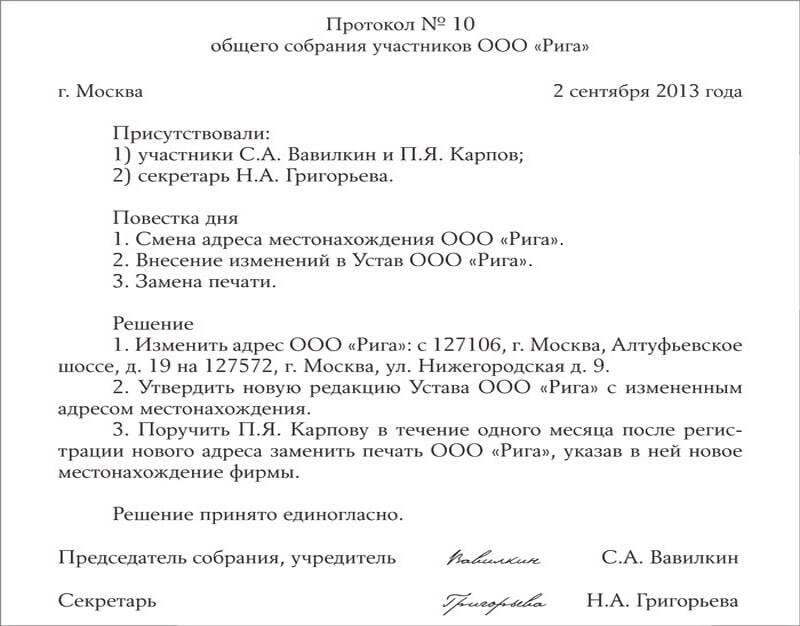 Протокол № 10
общего собрания участников ООО «Рига»
г. Москва 2 сентября 2013 года
Присутствовали:
1) участники С.А. Вавилкин и П.Я. Карпов;
2) секретарь Н.А. Григорьева.
Повестка дня
1. Смена адреса местонахождения ООО «Рига».
2. Внесение изменений в Устав ООО «Рига».
3. Замена печати.
Решение
1. Изменить адрес ООО «Рига»: с 127106, г. Москва, Алтуфьевское
шоссе, д. 19 на 127572, г. Москва, ул. Нижегородская д. 9.
2. Утвердить новую редакцию Устава ООО «Рига» с измененным
адресом местонахождения.
3. Поручить П.Я. Карпову в течение одного месяца после регис-
трации нового адреса заменить печать ООО «Рига», указав в ней новое
местонахождение фирмы.
Решение принято единогласно.
Председатель собрания, учредитель Вавилкин С.А. Вавилкин
Секретарь Григорьева Н.А. Григорьева